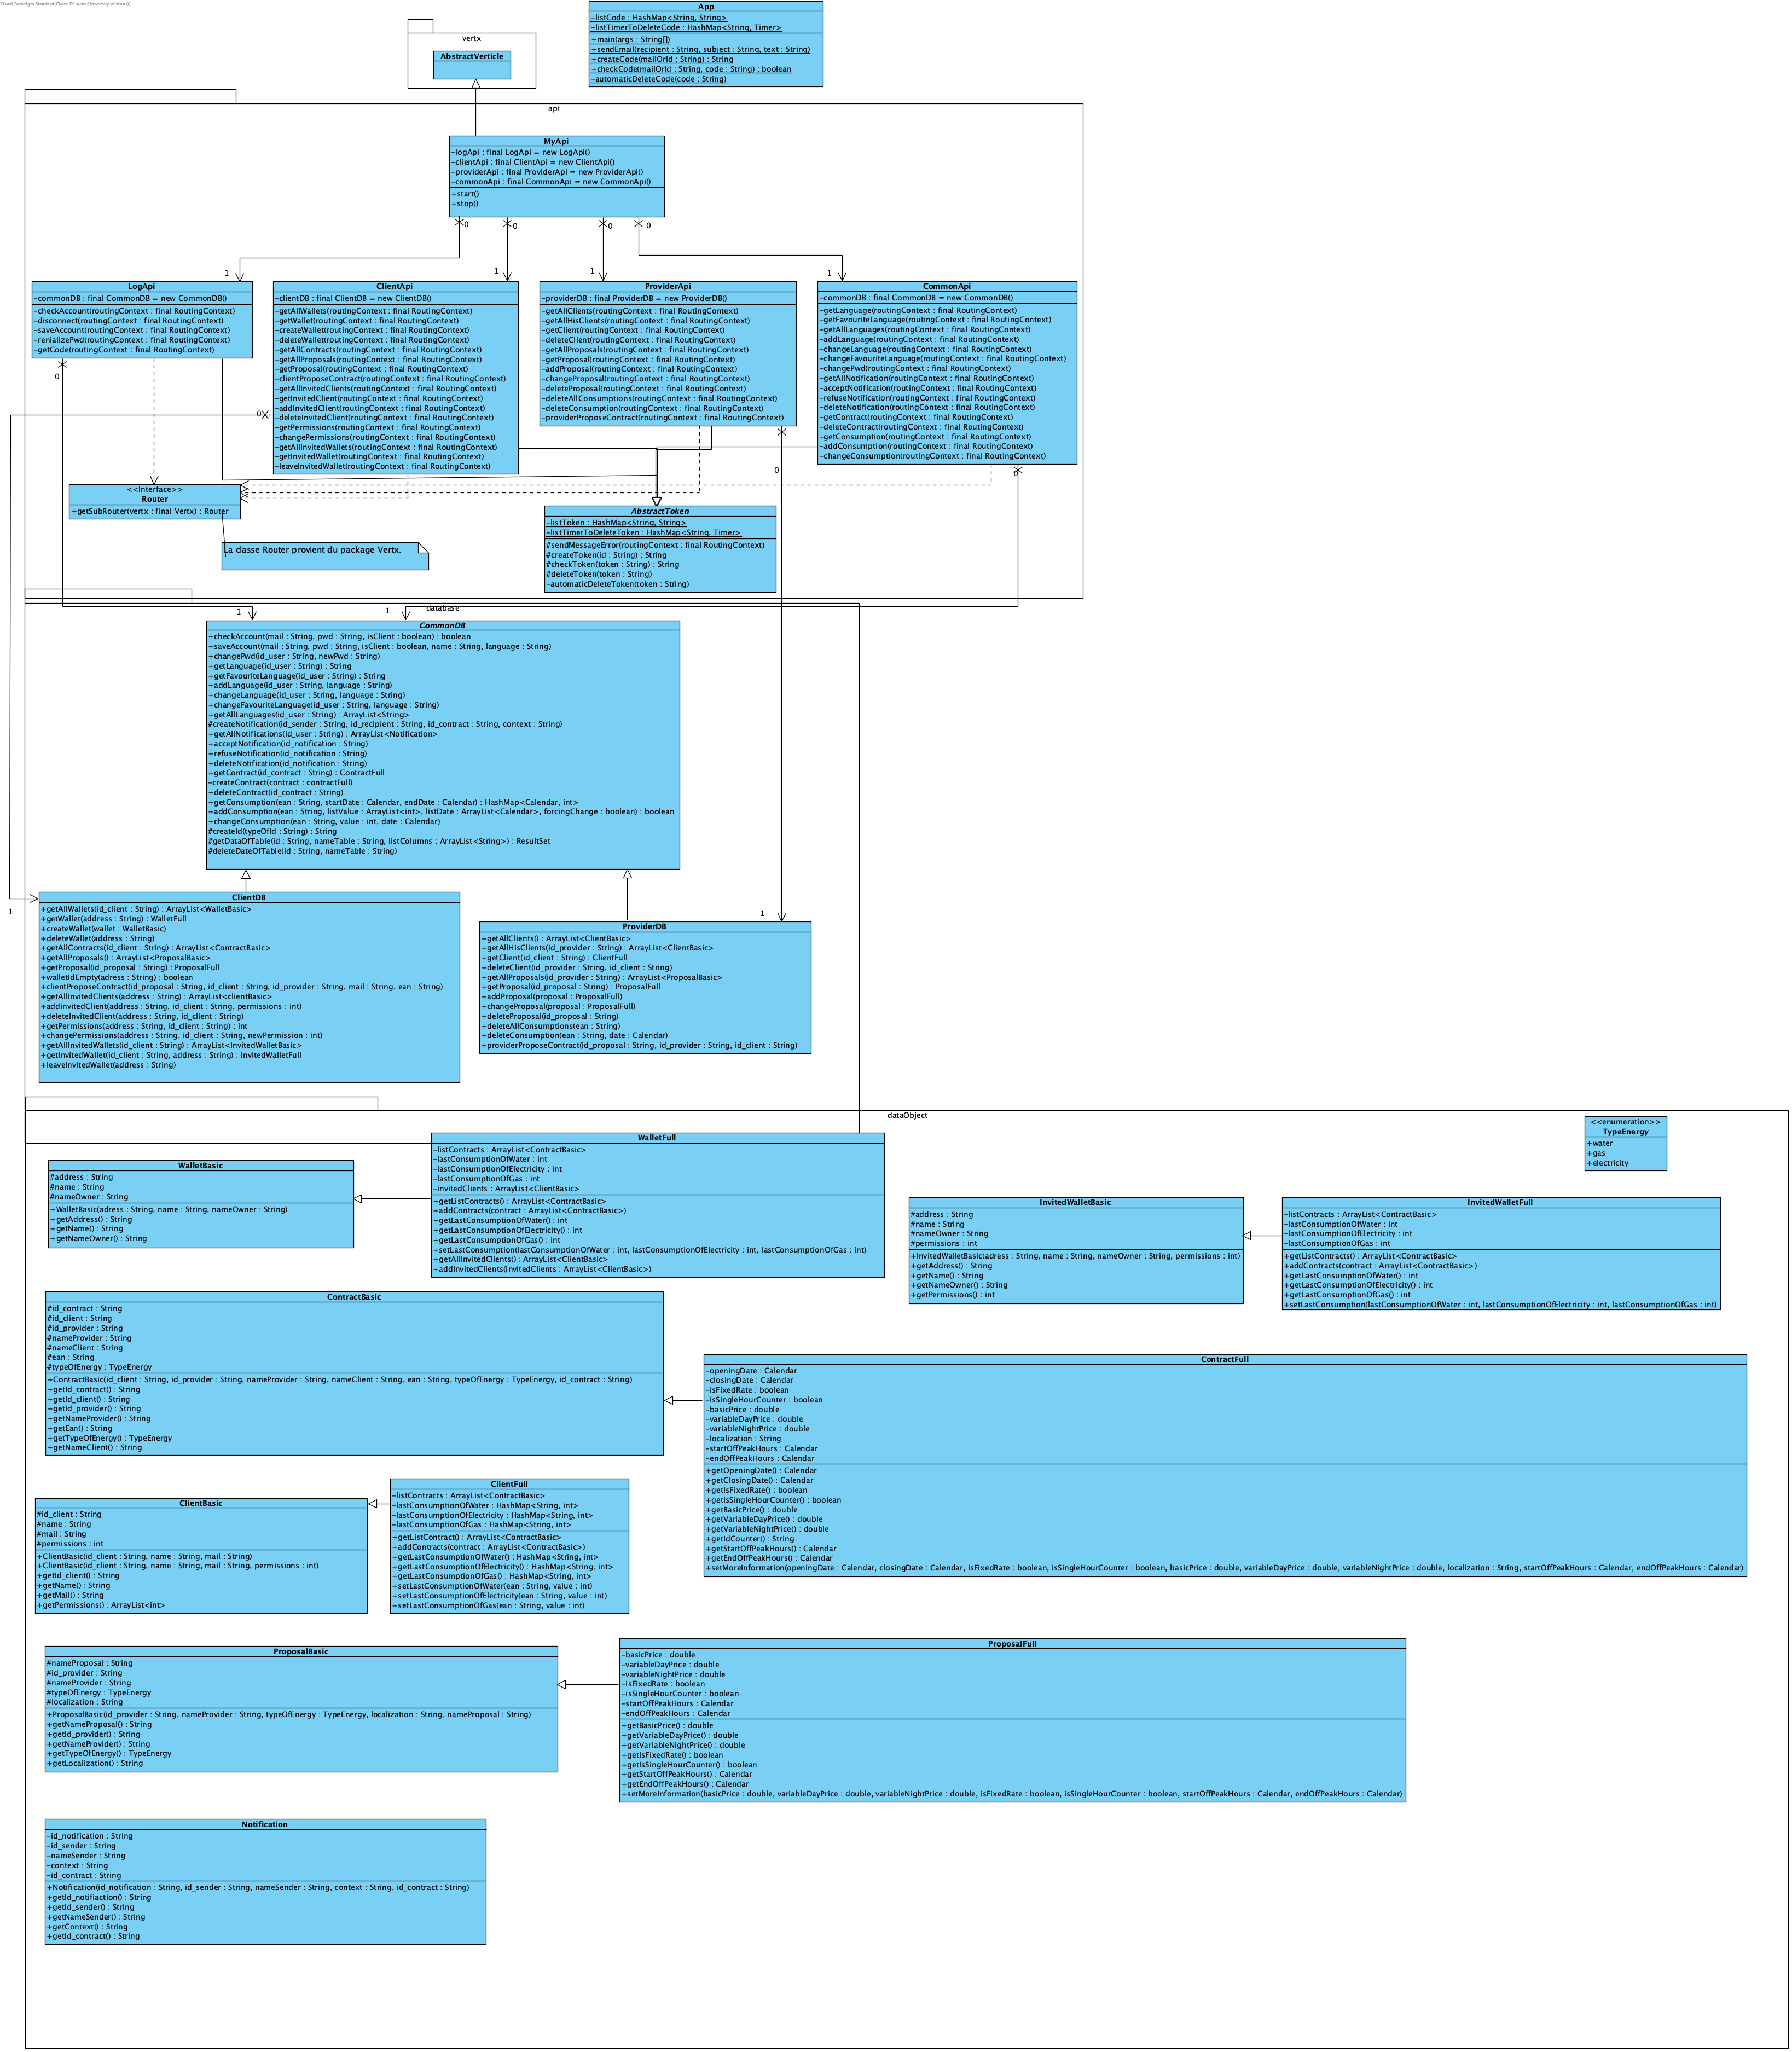 Visual Paradigm Standard(Clairs D'Hoans(University of Mons))
App
-listCode : HashMap<String, String>
-listTimerToDeleteCode : HashMap<String, Timer>
+main(args : String[])
+sendEmail(recipient : String, subject : String, text : String)
+createCode(mailOrId : String) : String
+checkCode(mailOrId : String, code : String) : boolean
-automaticDeleteCode(code : String)
vertx
AbstractVerticle
api
MyApi
-logApi : final LogApi = new LogApi()
-clientApi : final ClientApi = new ClientApi()
-providerApi : final ProviderApi = new ProviderApi()
-commonApi : final CommonApi = new CommonApi()
+start()
+stop()
0
0
0
0
1
1
1
1
LogApi
-commonDB : final CommonDB = new CommonDB()
-checkAccount(routingContext : final RoutingContext)
-disconnect(routingContext : final RoutingContext)
-saveAccount(routingContext : final RoutingContext)
-renializePwd(routingContext : final RoutingContext)
-getCode(routingContext : final RoutingContext)
ClientApi
-clientDB : final ClientDB = new ClientDB()
-getAllWallets(routingContext : final RoutingContext)
-getWallet(routingContext : final RoutingContext)
-createWallet(routingContext : final RoutingContext)
-deleteWallet(routingContext : final RoutingContext)
-getAllContracts(routingContext : final RoutingContext)
-getAllProposals(routingContext : final RoutingContext)
-getProposal(routingContext : final RoutingContext)
-clientProposeContract(routingContext : final RoutingContext)
-getAllInvitedClients(routingContext : final RoutingContext)
-getInvitedClient(routingContext : final RoutingContext)
-addInvitedClient(routingContext : final RoutingContext)
-deleteInvitedClient(routingContext : final RoutingContext)
-getPermissions(routingContext : final RoutingContext)
-changePermissions(routingContext : final RoutingContext)
-getAllInvitedWallets(routingContext : final RoutingContext)
-getInvitedWallet(routingContext : final RoutingContext)
-leaveInvitedWallet(routingContext : final RoutingContext)
ProviderApi
-providerDB : final ProviderDB = new ProviderDB()
-getAllClients(routingContext : final RoutingContext)
-getAllHisClients(routingContext : final RoutingContext)
-getClient(routingContext : final RoutingContext)
-deleteClient(routingContext : final RoutingContext)
-getAllProposals(routingContext : final RoutingContext)
-getProposal(routingContext : final RoutingContext)
-addProposal(routingContext : final RoutingContext)
-changeProposal(routingContext : final RoutingContext)
-deleteProposal(routingContext : final RoutingContext)
-deleteAllConsumptions(routingContext : final RoutingContext)
-deleteConsumption(routingContext : final RoutingContext)
-providerProposeContract(routingContext : final RoutingContext)
CommonApi
-commonDB : final CommonDB = new CommonDB()
-getLanguage(routingContext : final RoutingContext)
-getFavouriteLanguage(routingContext : final RoutingContext)
-getAllLanguages(routingContext : final RoutingContext)
-addLanguage(routingContext : final RoutingContext)
-changeLanguage(routingContext : final RoutingContext)
-changeFavouriteLanguage(routingContext : final RoutingContext)
-changePwd(routingContext : final RoutingContext)
-getAllNotification(routingContext : final RoutingContext)
-acceptNotification(routingContext : final RoutingContext)
-refuseNotification(routingContext : final RoutingContext)
-deleteNotification(routingContext : final RoutingContext)
-getContract(routingContext : final RoutingContext)
-deleteContract(routingContext : final RoutingContext)
-getConsumption(routingContext : final RoutingContext)
-addConsumption(routingContext : final RoutingContext)
-changeConsumption(routingContext : final RoutingContext)
0
0
0
0
<<Interface>>
Router
+getSubRouter(vertx : final Vertx) : Router
La classe Router provient du package Vertx.
AbstractToken
-listToken : HashMap<String, String>
-listTimerToDeleteToken : HashMap<String, Timer>
#sendMessageError(routingContext : final RoutingContext)
#createToken(id : String) : String
#checkToken(token : String) : String
#deleteToken(token : String)
-automaticDeleteToken(token : String)
1
1
database
CommonDB
+checkAccount(mail : String, pwd : String, isClient : boolean) : boolean
+saveAccount(mail : String, pwd : String, isClient : boolean, name : String, language : String)
+changePwd(id_user : String, newPwd : String)
+getLanguage(id_user : String) : String
+getFavouriteLanguage(id_user : String) : String
+addLanguage(id_user : String, language : String)
+changeLanguage(id_user : String, language : String)
+changeFavouriteLanguage(id_user : String, language : String)
+getAllLanguages(id_user : String) : ArrayList<String>
#createNotification(id_sender : String, id_recipient : String, id_contract : String, context : String)
+getAllNotifications(id_user : String) : ArrayList<Notification>
+acceptNotification(id_notification : String)
+refuseNotification(id_notification : String)
+deleteNotification(id_notification : String)
+getContract(id_contract : String) : ContractFull
-createContract(contract : contractFull)
+deleteContract(id_contract : String)
+getConsumption(ean : String, startDate : Calendar, endDate : Calendar) : HashMap<Calendar, int>
+addConsumption(ean : String, listValue : ArrayList<int>, listDate : ArrayList<Calendar>, forcingChange : boolean) : boolean
+changeConsumption(ean : String, value : int, date : Calendar)
#createId(typeOfId : String) : String
#getDataOfTable(id : String, nameTable : String, listColumns : ArrayList<String>) : ResultSet
#deleteDateOfTable(id : String, nameTable : String)
1
1
ClientDB
+getAllWallets(id_client : String) : ArrayList<WalletBasic>
+getWallet(address : String) : WalletFull
+createWallet(wallet : WalletBasic)
+deleteWallet(address : String)
+getAllContracts(id_client : String) : ArrayList<ContractBasic>
+getAllProposals() : ArrayList<ProposalBasic>
+getProposal(id_proposal : String) : ProposalFull
+walletIdEmpty(adress : String) : boolean
+clientProposeContract(id_proposal : String, id_client : String, id_provider : String, mail : String, ean : String)
+getAllInvitedClients(address : String) : ArrayList<clientBasic>
+addinvitedClient(address : String, id_client : String, permissions : int)
+deleteInvitedClient(address : String, id_client : String)
+getPermissions(address : String, id_client : String) : int
+changePermissions(address : String, id_client : String, newPermission : int)
+getAllInvitedWallets(id_client : String) : ArrayList<InvitedWalletBasic>
+getInvitedWallet(id_client : String, address : String) : InvitedWalletFull
+leaveInvitedWallet(address : String)
ProviderDB
+getAllClients() : ArrayList<ClientBasic>
+getAllHisClients(id_provider : String) : ArrayList<ClientBasic>
+getClient(id_client : String) : ClientFull
+deleteClient(id_provider : String, id_client : String)
+getAllProposals(id_provider : String) : ArrayList<ProposalBasic>
+getProposal(id_proposal : String) : ProposalFull
+addProposal(proposal : ProposalFull)
+changeProposal(proposal : ProposalFull)
+deleteProposal(id_proposal : String)
+deleteAllConsumptions(ean : String)
+deleteConsumption(ean : String, date : Calendar)
+providerProposeContract(id_proposal : String, id_provider : String, id_client : String)
dataObject
<<enumeration>>
TypeEnergy
+water
+gas
+electricity
WalletBasic
#address : String
#name : String
#nameOwner : String
+WalletBasic(adress : String, name : String, nameOwner : String)
+getAddress() : String
+getName() : String
+getNameOwner() : String
WalletFull
-listContracts : ArrayList<ContractBasic>
-lastConsumptionOfWater : int
-lastConsumptionOfElectricity : int
-lastConsumptionOfGas : int
-invitedClients : ArrayList<ClientBasic>
+getListContracts() : ArrayList<ContractBasic>
+addContracts(contract : ArrayList<ContractBasic>)
+getLastConsumptionOfWater() : int
+getLastConsumptionOfElectricity() : int
+getLastConsumptionOfGas() : int
+setLastConsumption(lastConsumptionOfWater : int, lastConsumptionOfElectricity : int, lastConsumptionOfGas : int)
+getAllInvitedClients() : ArrayList<ClientBasic>
+addInvitedClients(invitedClients : ArrayList<ClientBasic>)
InvitedWalletBasic
#address : String
#name : String
#nameOwner : String
#permissions : int
+InvitedWalletBasic(adress : String, name : String, nameOwner : String, permissions : int)
+getAddress() : String
+getName() : String
+getNameOwner() : String
+getPermissions() : int
InvitedWalletFull
-listContracts : ArrayList<ContractBasic>
-lastConsumptionOfWater : int
-lastConsumptionOfElectricity : int
-lastConsumptionOfGas : int
+getListContracts() : ArrayList<ContractBasic>
+addContracts(contract : ArrayList<ContractBasic>)
+getLastConsumptionOfWater() : int
+getLastConsumptionOfElectricity() : int
+getLastConsumptionOfGas() : int
+setLastConsumption(lastConsumptionOfWater : int, lastConsumptionOfElectricity : int, lastConsumptionOfGas : int)
ContractBasic
#id_contract : String
#id_client : String
#id_provider : String
#nameProvider : String
#nameClient : String
#ean : String
#typeOfEnergy : TypeEnergy
+ContractBasic(id_client : String, id_provider : String, nameProvider : String, nameClient : String, ean : String, typeOfEnergy : TypeEnergy, id_contract : String)
+getId_contract() : String
+getId_client() : String
+getId_provider() : String
+getNameProvider() : String
+getEan() : String
+getTypeOfEnergy() : TypeEnergy
+getNameClient() : String
ContractFull
-openingDate : Calendar
-closingDate : Calendar
-isFixedRate : boolean
-isSingleHourCounter : boolean
-basicPrice : double
-variableDayPrice : double
-variableNightPrice : double
-localization : String
-startOffPeakHours : Calendar
-endOffPeakHours : Calendar
+getOpeningDate() : Calendar
+getClosingDate() : Calendar
+getIsFixedRate() : boolean
+getIsSingleHourCounter() : boolean
+getBasicPrice() : double
+getVariableDayPrice() : double
+getVariableNightPrice() : double
+getIdCounter() : String
+getStartOffPeakHours() : Calendar
+getEndOffPeakHours() : Calendar
+setMoreInformation(openingDate : Calendar, closingDate : Calendar, isFixedRate : boolean, isSingleHourCounter : boolean, basicPrice : double, variableDayPrice : double, variableNightPrice : double, localization : String, startOffPeakHours : Calendar, endOffPeakHours : Calendar)
ClientBasic
#id_client : String
#name : String
#mail : String
#permissions : int
+ClientBasic(id_client : String, name : String, mail : String)
+ClientBasic(id_client : String, name : String, mail : String, permissions : int)
+getId_client() : String
+getName() : String
+getMail() : String
+getPermissions() : ArrayList<int>
ClientFull
-listContracts : ArrayList<ContractBasic>
-lastConsumptionOfWater : HashMap<String, int>
-lastConsumptionOfElectricity : HashMap<String, int>
-lastConsumptionOfGas : HashMap<String, int>
+getListContract() : ArrayList<ContractBasic>
+addContracts(contract : ArrayList<ContractBasic>)
+getLastConsumptionOfWater() : HashMap<String, int>
+getLastConsumptionOfElectricity() : HashMap<String, int>
+getLastConsumptionOfGas() : HashMap<String, int>
+setLastConsumptionOfWater(ean : String, value : int)
+setLastConsumptionOfElectricity(ean : String, value : int)
+setLastConsumptionOfGas(ean : String, value : int)
ProposalBasic
#nameProposal : String
#id_provider : String
#nameProvider : String
#typeOfEnergy : TypeEnergy
#localization : String
+ProposalBasic(id_provider : String, nameProvider : String, typeOfEnergy : TypeEnergy, localization : String, nameProposal : String)
+getNameProposal() : String
+getId_provider() : String
+getNameProvider() : String
+getTypeOfEnergy() : TypeEnergy
+getLocalization() : String
ProposalFull
-basicPrice : double
-variableDayPrice : double
-variableNightPrice : double
-isFixedRate : boolean
-isSingleHourCounter : boolean
-startOffPeakHours : Calendar
-endOffPeakHours : Calendar
+getBasicPrice() : double
+getVariableDayPrice() : double
+getVariableNightPrice() : double
+getIsFixedRate() : boolean
+getIsSingleHourCounter() : boolean
+getStartOffPeakHours() : Calendar
+getEndOffPeakHours() : Calendar
+setMoreInformation(basicPrice : double, variableDayPrice : double, variableNightPrice : double, isFixedRate : boolean, isSingleHourCounter : boolean, startOffPeakHours : Calendar, endOffPeakHours : Calendar)
Notification
-id_notification : String
-id_sender : String
-nameSender : String
-context : String
-id_contract : String
+Notification(id_notification : String, id_sender : String, nameSender : String, context : String, id_contract : String)
+getId_notifiaction() : String
+getId_sender() : String
+getNameSender() : String
+getContext() : String
+getId_contract() : String